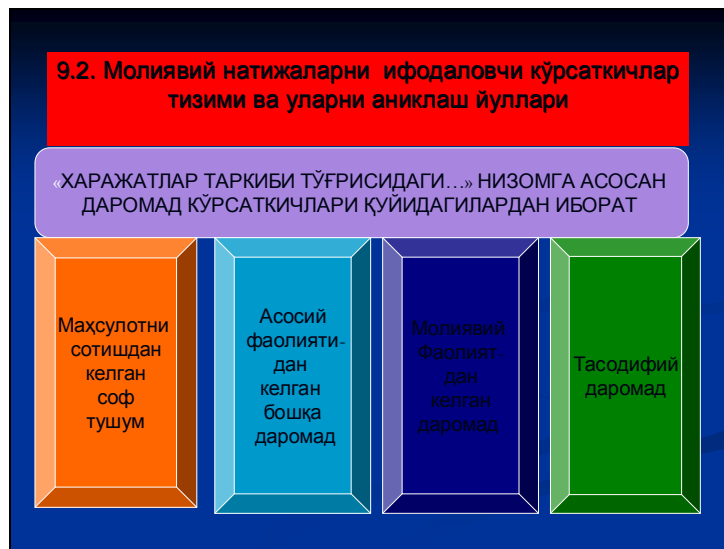 9.2. Молиявий натижаларни ифодаловчи кўрсаткичлар
тизими ва уларни аниклаш йуллари
«ХАРАЖАТЛАР ТАРКИБИ ТЎҒРИСИДАГИ…» НИЗОМГА АСОСАН
ДАРОМАД КЎРСАТКИЧЛАРИ ҚУЙИДАГИЛАРДАН ИБОРАТ
Маҳсулотни
сотишдан
келган
соф
тушум
Асосий
фаолияти-
дан
келган
бошқа
даромад
Молиявий
Фаолият-
дан
келган
даромад
Тасодифий
даромад